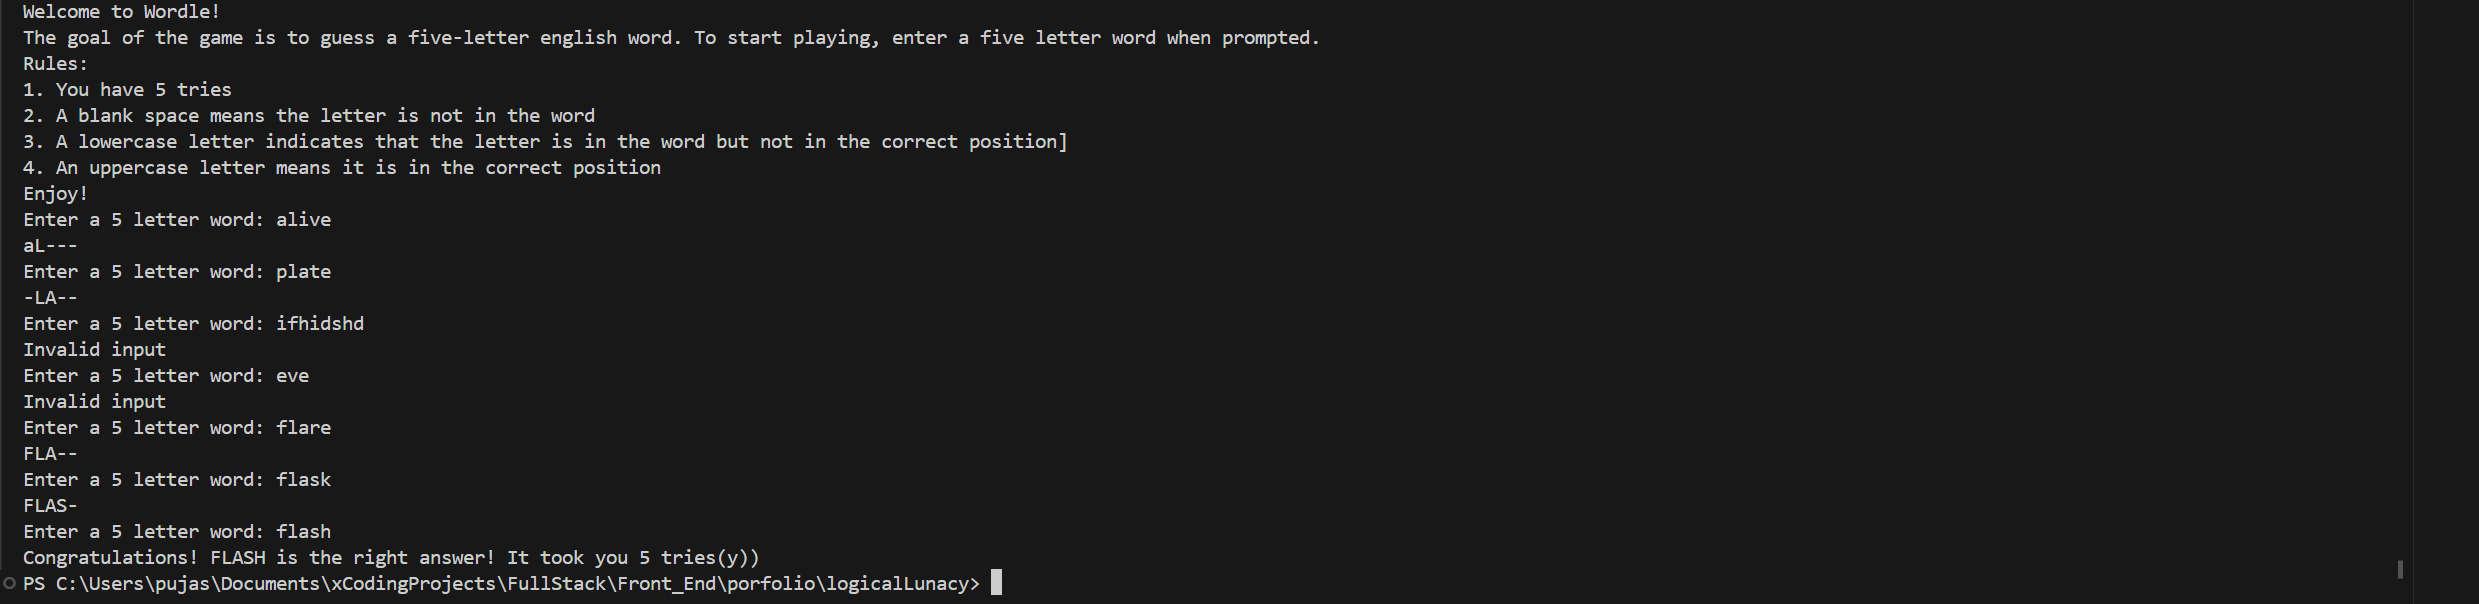 Welcome to Wordle!
The goal of the game is to guess a five-letter english word. To start playing, enter a five letter word when prompted.
Rules:
1. You have 5 tries
2. A blank space means the letter is not in the word
3. A lowercase letter indicates that the letter is in the word but not in the correct position]
4. An uppercase letter means it is in the correct position
Enjoy!
Enter a 5 letter word: alive
aL---
Enter a 5 letter word: plate
-LA--
Enter a 5 letter word: ifhidshd
Invalid input
Enter a 5 letter word: eve
Invalid input
Enter a 5 letter word: flare
FLA--
Enter a 5 letter word: flask
FLAS-
Enter a 5 letter word: flash
Congratulations! FLASH is the right answer! It took you 5 tries(y))
PS C:\Users\pujas\Documents\xCodingProjects\FullStack\Front_End\porfolio\logicalLunacy>